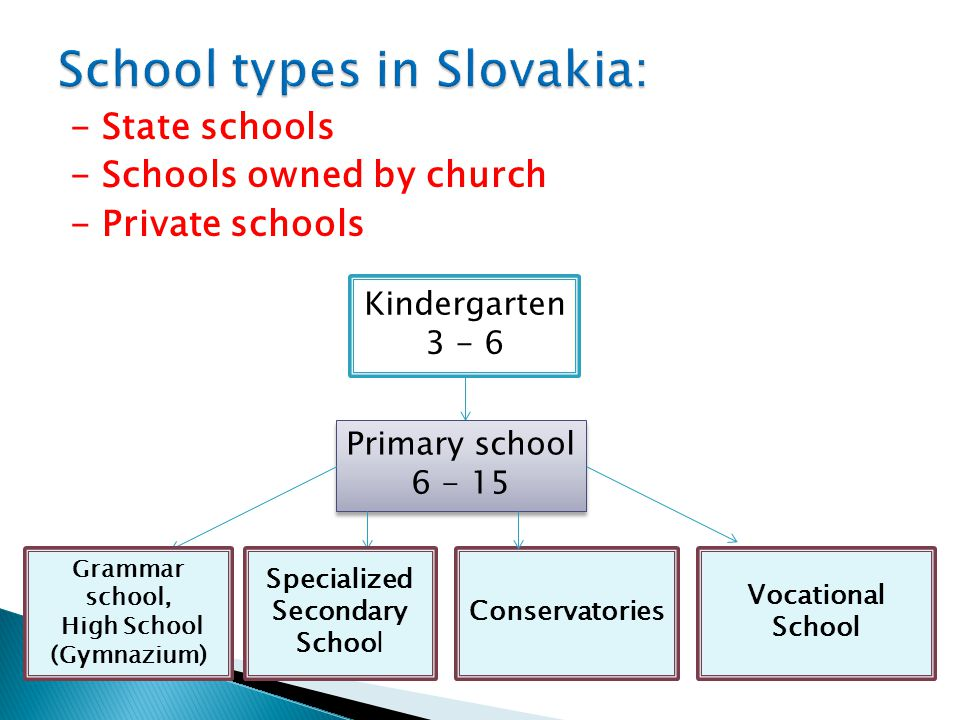 School types in Slovakia:
- State schools
- Schools owned by church
- Private schools
Kindergarten
3 - 6
Primary school
6 - 15
Grammar
school,
High School
(Gymnazium)
Specialized
Secondary
School
Conservatories
Vocational
School